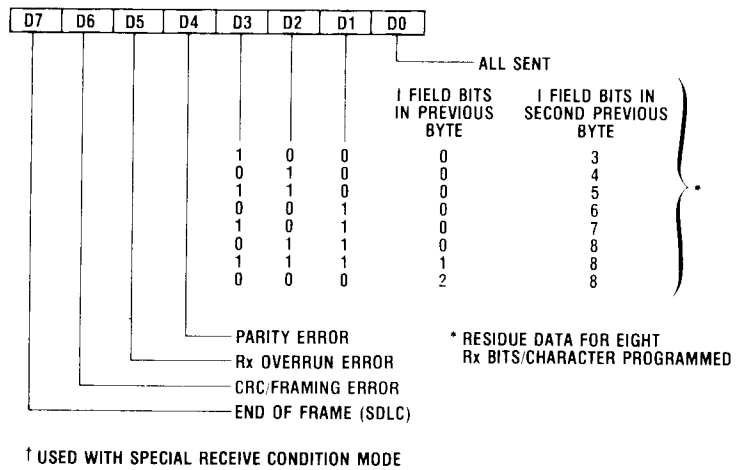 D7 D6 D5 D4 D3 D2 D1 D0
ALL SENT
I FIELD BITS IN PREVIOUS BYTE
I FIELD BITS IN SECOND PREVIOUS BYTE
1 0 0 0 3
0 1 0 0 4
1 1 0 0 5
0 0 1 0 6
1 0 1 0 7
0 1 1 0 8
1 1 1 1 8
0 0 0 2 8
*
PARITY ERROR
Rx OVERRUN ERROR
CRC/FRAMING ERROR
END OF FRAME (SDLC)
* RESIDUE DATA FOR EIGHT
Rx BITS/CHARACTER PROGRAMMED
† USED WITH SPECIAL RECEIVE CONDITION MODE